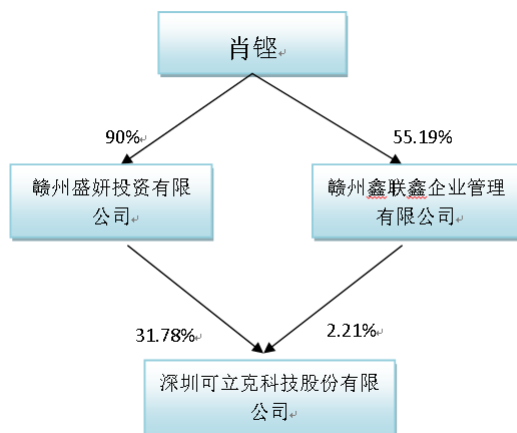 肖铿
90%
55.19%
赣州盛妍投资有限
公司
赣州鑫联鑫企业管理
有限公司
31.78%
2.21%
深圳可立克科技股份有限
公司